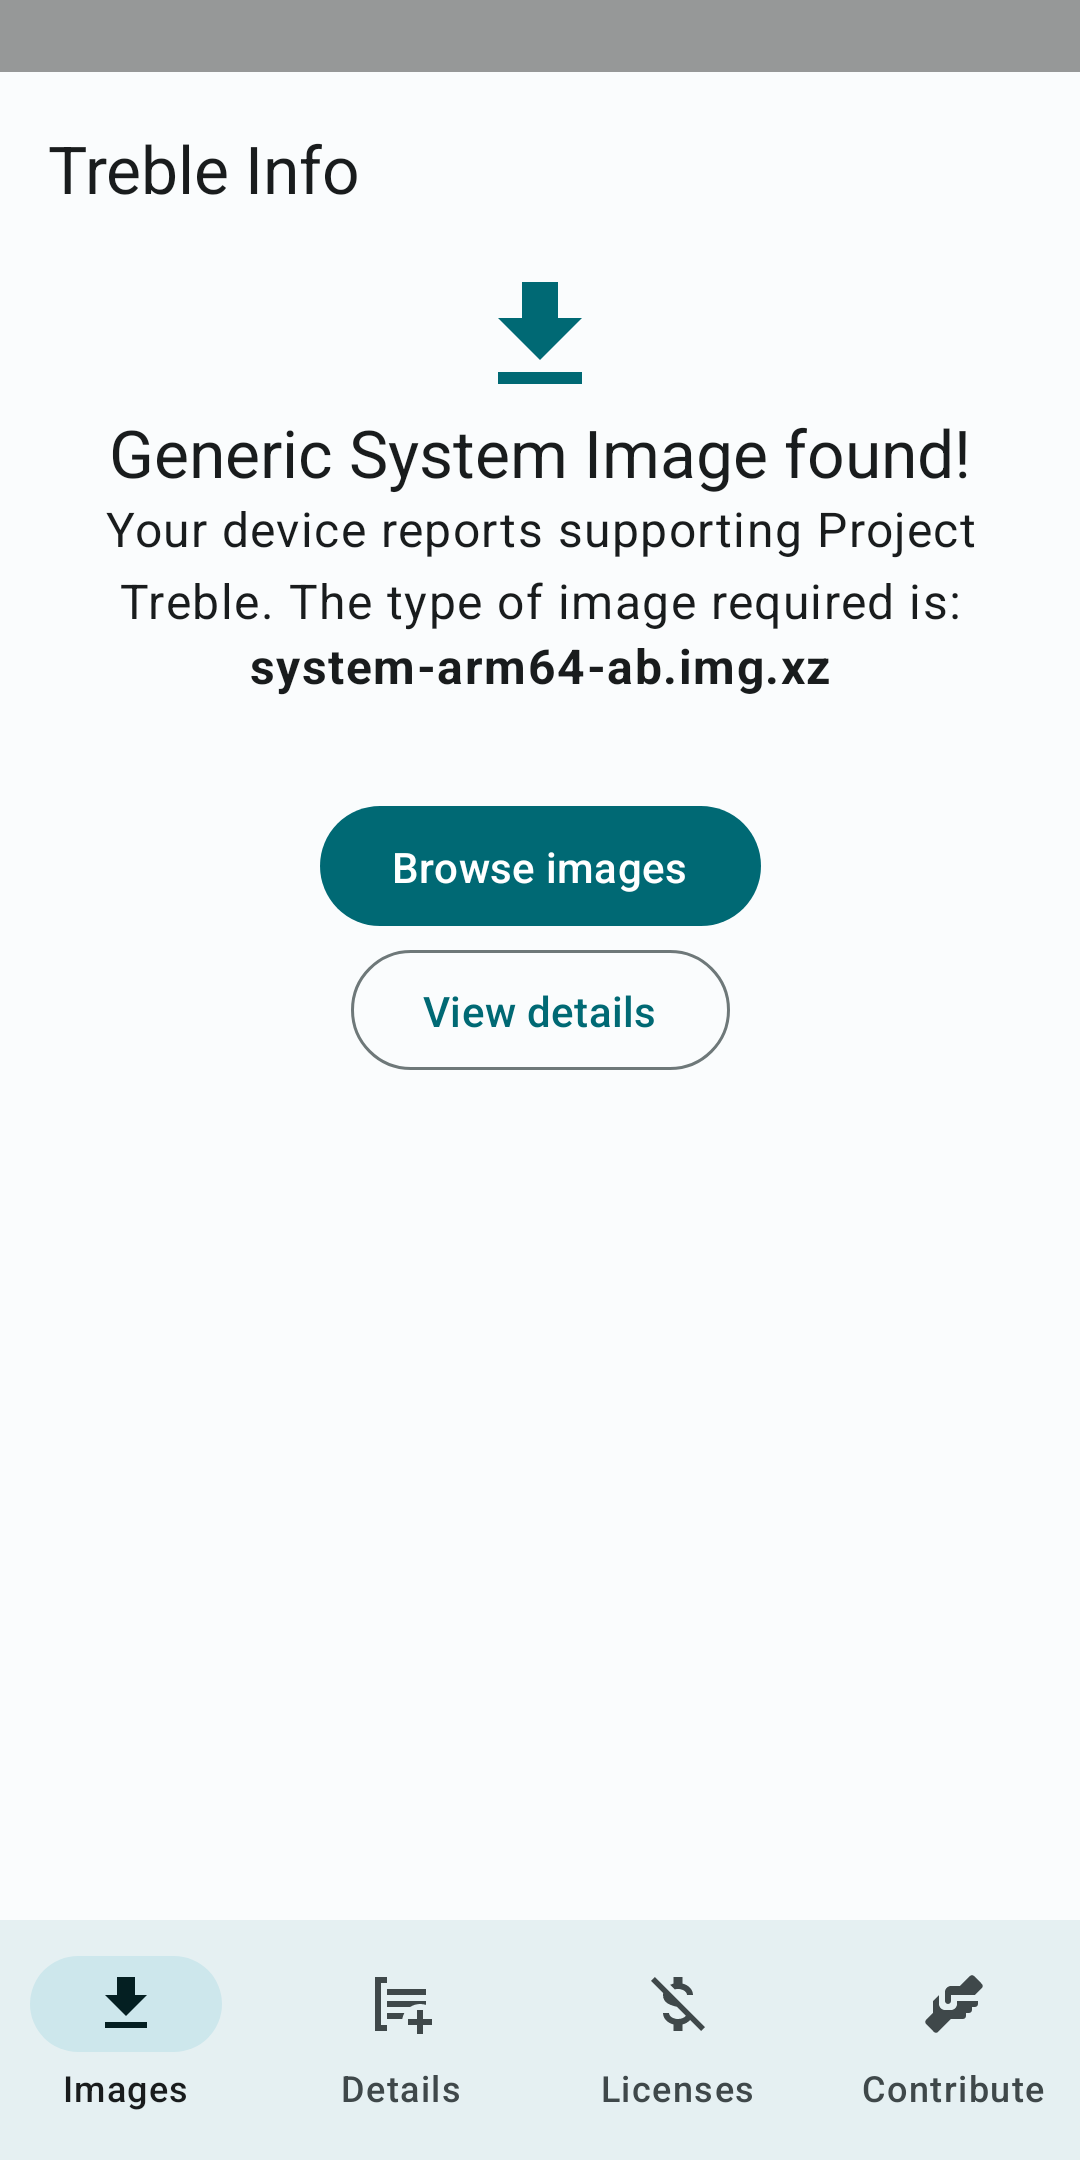 Treble Info
Generic System Image found!
Your device reports supporting Project
Treble. The type of image required is:
system-arm64-ab.img.xz
Browse images
View details
Images
Details
Licenses
Contribute